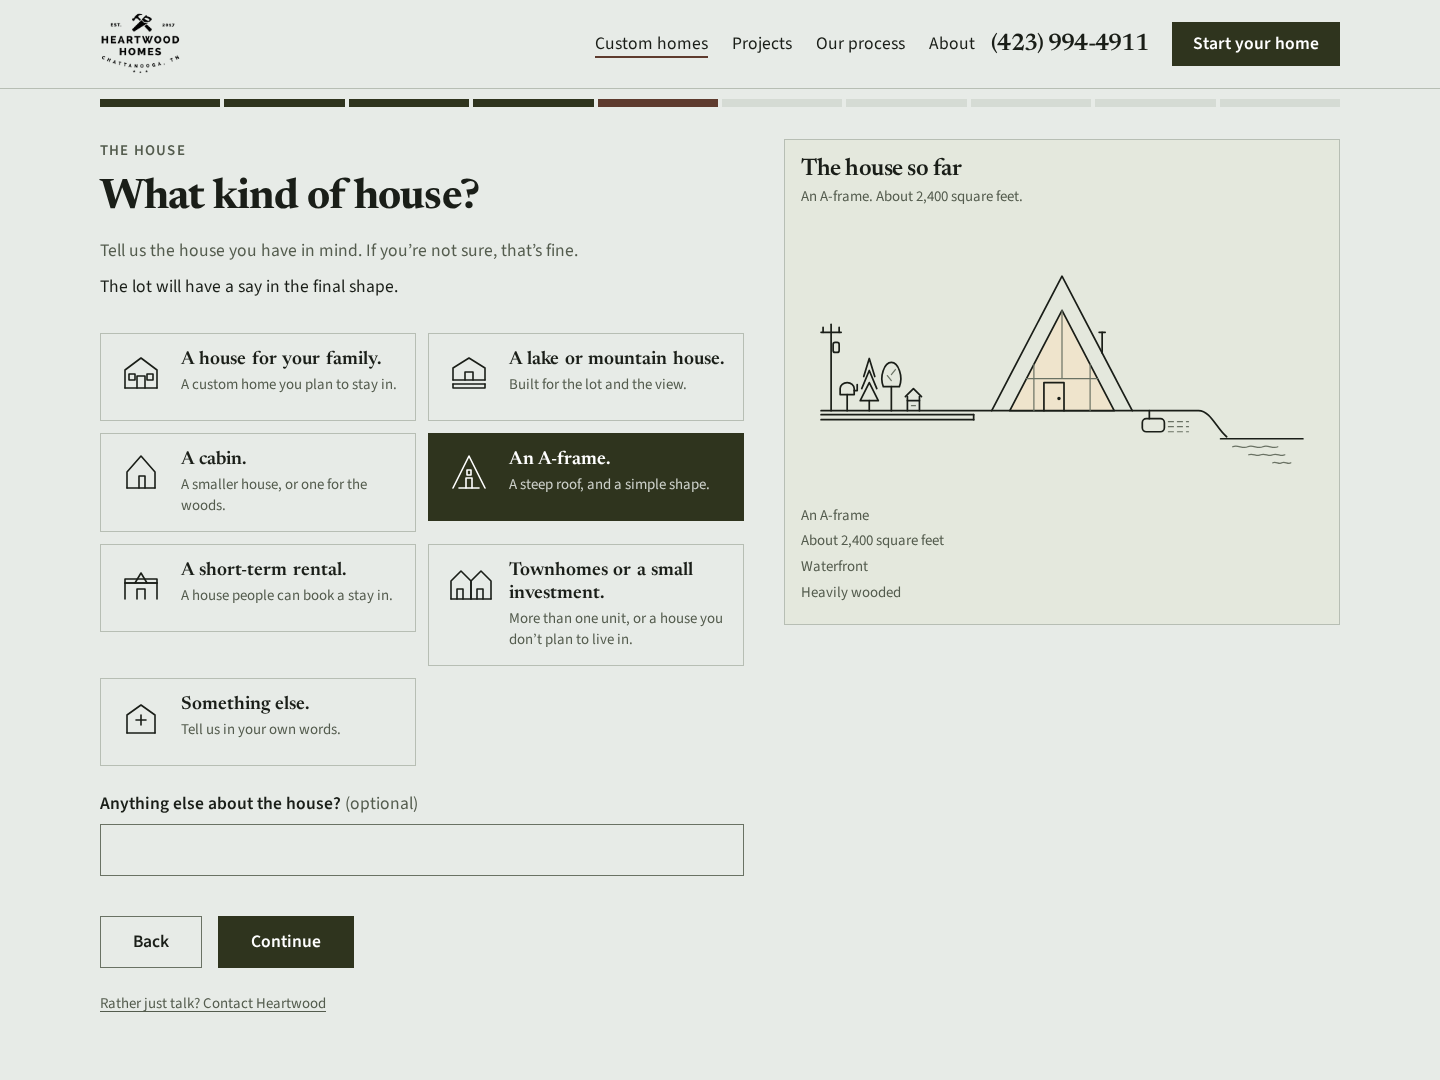 EST. 2017
HEARTWOOD
HOMES
CHATTANOOGA, TN
Custom homes
Projects
Our process
About
(423) 994-4911
Start your home
THE HOUSE
What kind of house?
Tell us the house you have in mind. If you’re not sure, that’s fine.
The lot will have a say in the final shape.
A house for your family.
A custom home you plan to stay in.
A lake or mountain house.
Built for the lot and the view.
A cabin.
A smaller house, or one for the
woods.
An A-frame.
A steep roof, and a simple shape.
A short-term rental.
A house people can book a stay in.
Townhomes or a small
investment.
More than one unit, or a house you
don’t plan to live in.
Something else.
Tell us in your own words.
Anything else about the house? (optional)
Back
Continue
Rather just talk? Contact Heartwood
The house so far
An A-frame. About 2,400 square feet.
An A-frame
About 2,400 square feet
Waterfront
Heavily wooded